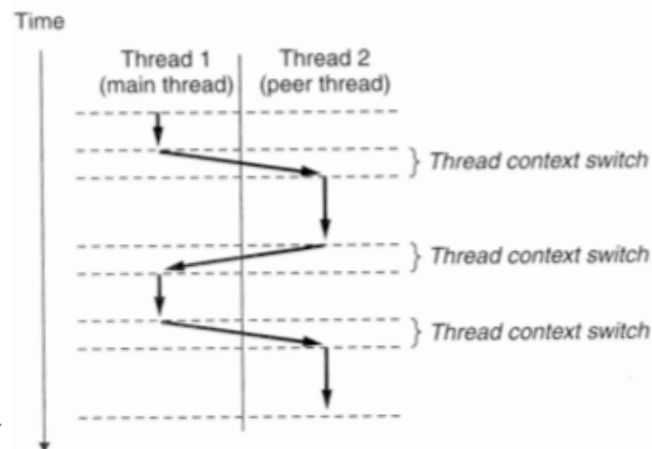 Time
Thread 1
(main thread)
Thread 2
(peer thread)
Thread context switch
Thread context switch
Thread context switch